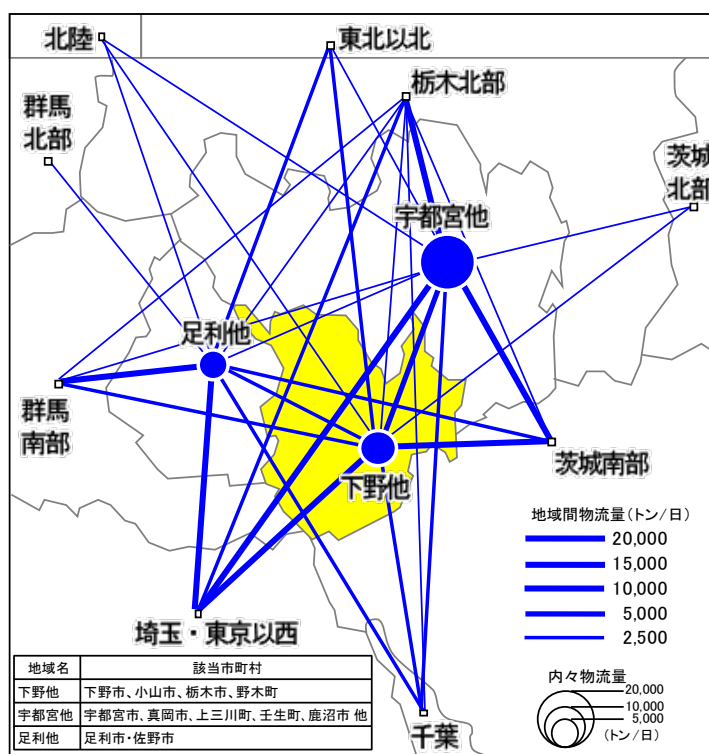 北陸
東北以北
栃木北部
群馬
北部
茨城
北部
宇都宮他
足利他
群馬
南部
下野他
茨城南部
埼玉・東京以西
千葉
地域間物流量(トン/日)
20,000
15,000
10,000
5,000
2,500
内々物流量
20,000
10,000
5,000
(トン/日)
地域名 該当市町村
下野他 下野市、小山市、栃木市、野木町
宇都宮他 宇都宮市、真岡市、上三川町、壬生町、鹿沼市 他
足利他 足利市・佐野市